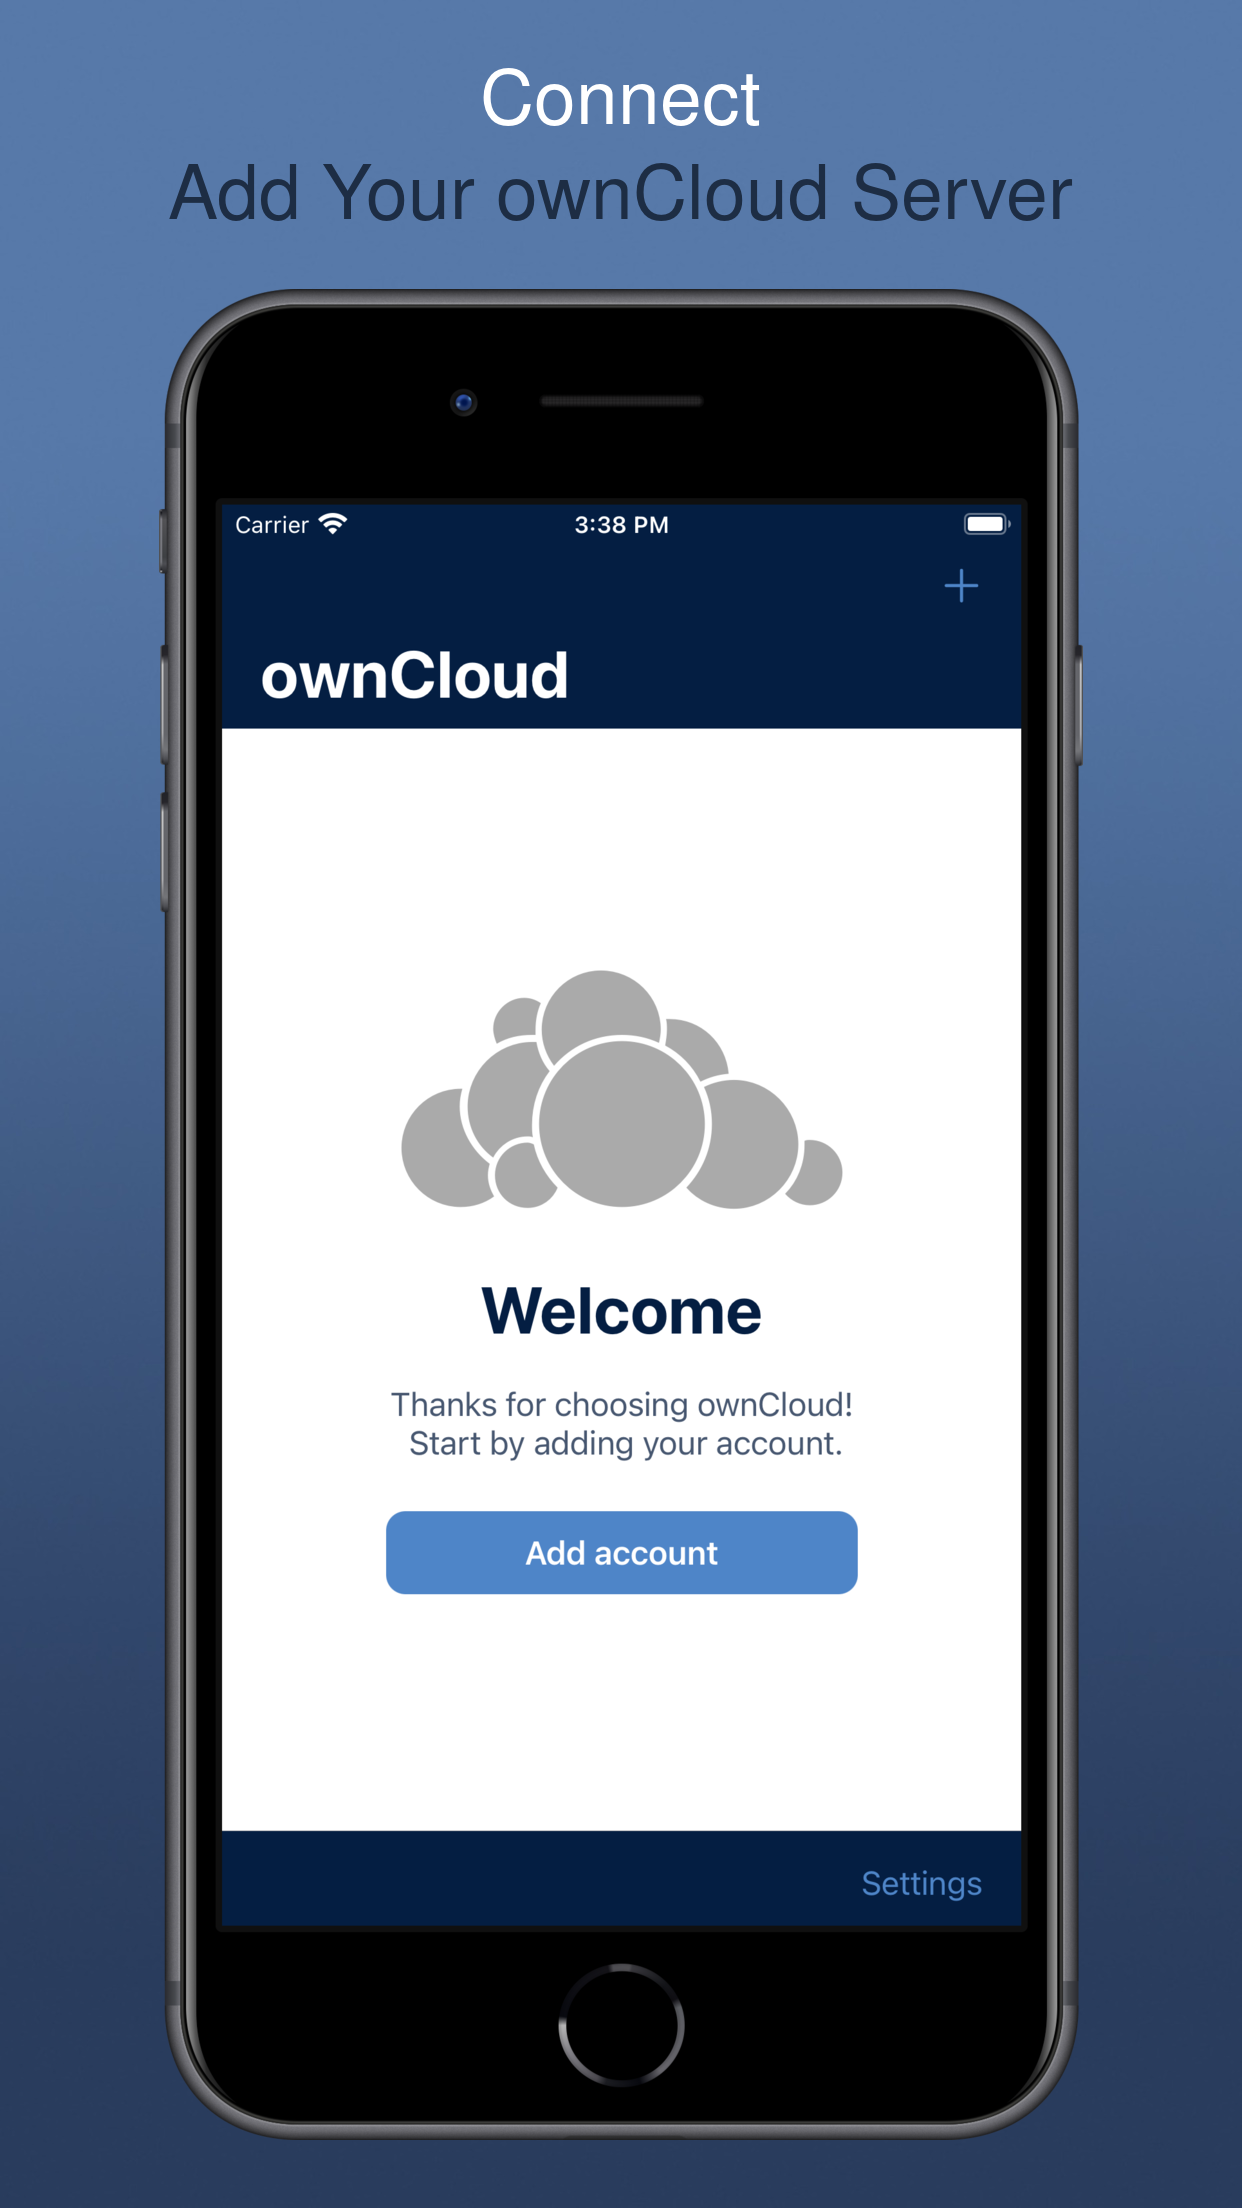 Connect
Add Your ownCloud Server
Carrier 3:38 PM
ownCloud
Welcome
Thanks for choosing ownCloud!
Start by adding your account.
Add account
Settings